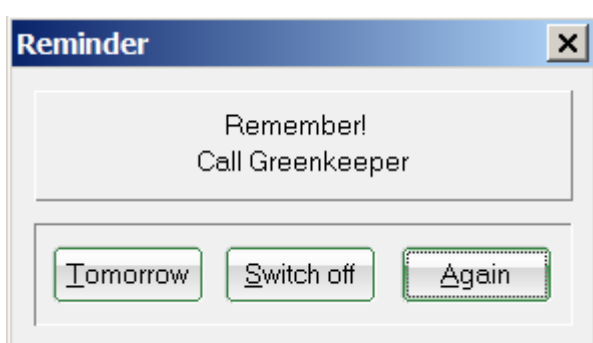 Reminder
Remember!
Call Greenkeeper
Tomorrow Switch off Again